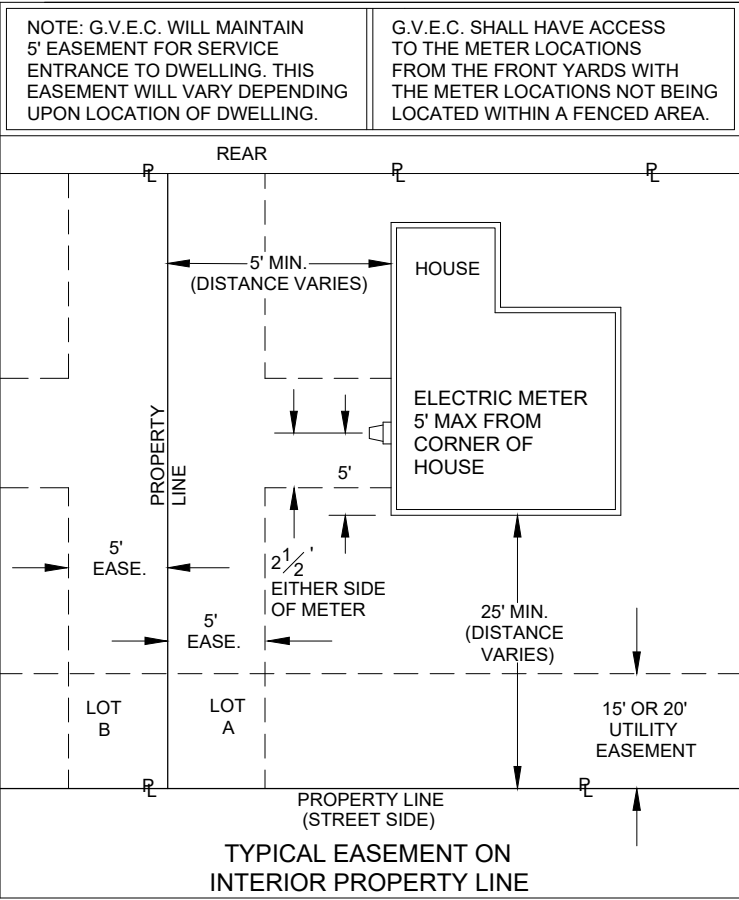 NOTE: G.V.E.C. WILL MAINTAIN
5' EASEMENT FOR SERVICE
ENTRANCE TO DWELLING. THIS
EASEMENT WILL VARY DEPENDING
UPON LOCATION OF DWELLING.
G.V.E.C. SHALL HAVE ACCESS
TO THE METER LOCATIONS
FROM THE FRONT YARDS WITH
THE METER LOCATIONS NOT BEING
LOCATED WITHIN A FENCED AREA.
REAR
PL
PL
PL
5' MIN.
(DISTANCE VARIES)
HOUSE
ELECTRIC METER
5' MAX FROM
CORNER OF
HOUSE
PROPERTY
LINE
5'
2 1/2 '
EITHER SIDE
OF METER
5'
EASE.
5'
EASE.
25' MIN.
(DISTANCE
VARIES)
LOT
B
LOT
A
15' OR 20'
UTILITY
EASEMENT
PL
PL
PROPERTY LINE
(STREET SIDE)
TYPICAL EASEMENT ON
INTERIOR PROPERTY LINE